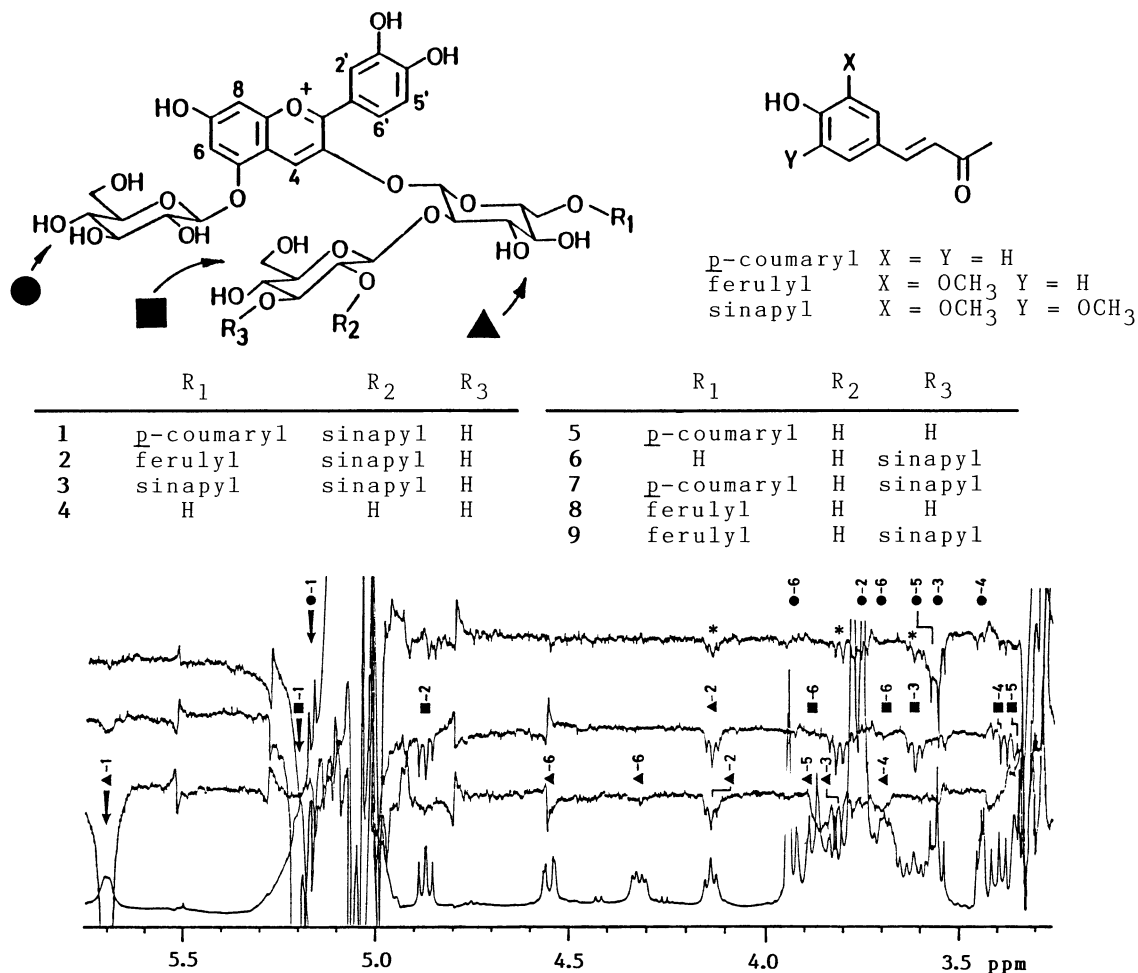 OH
OH
2'
8
O+
HO
5'
6'
6
4
O
OH
O
O
O
R1
HO
O
O
HO
HO
OH
OH
O
O
HO
OH
HO
O
O
R3
R2
X
HO
Y
O
p-coumaryl X = Y = H
ferulyl X = OCH3 Y = H
sinapyl X = OCH3 Y = OCH3
R1 R2 R3
1 p-coumaryl sinapyl H
2 ferulyl sinapyl H
3 sinapyl sinapyl H
4 H H H
R1 R2 R3
5 p-coumaryl H H
6 H H sinapyl
7 p-coumaryl H sinapyl
8 ferulyl H H
9 ferulyl H sinapyl
●-1 ●-6 ●-2 ●-6 ●-5 ●-3 ●-4
* * *
■-1 ■-2 ▲-2 ■-6 ■-6 ■-3 ■-4 ■-5
▲-1 ▲-6 ▲-6 ▲-2 ▲-5 ▲-3 ▲-4
5.5 5.0 4.5 4.0 3.5 ppm